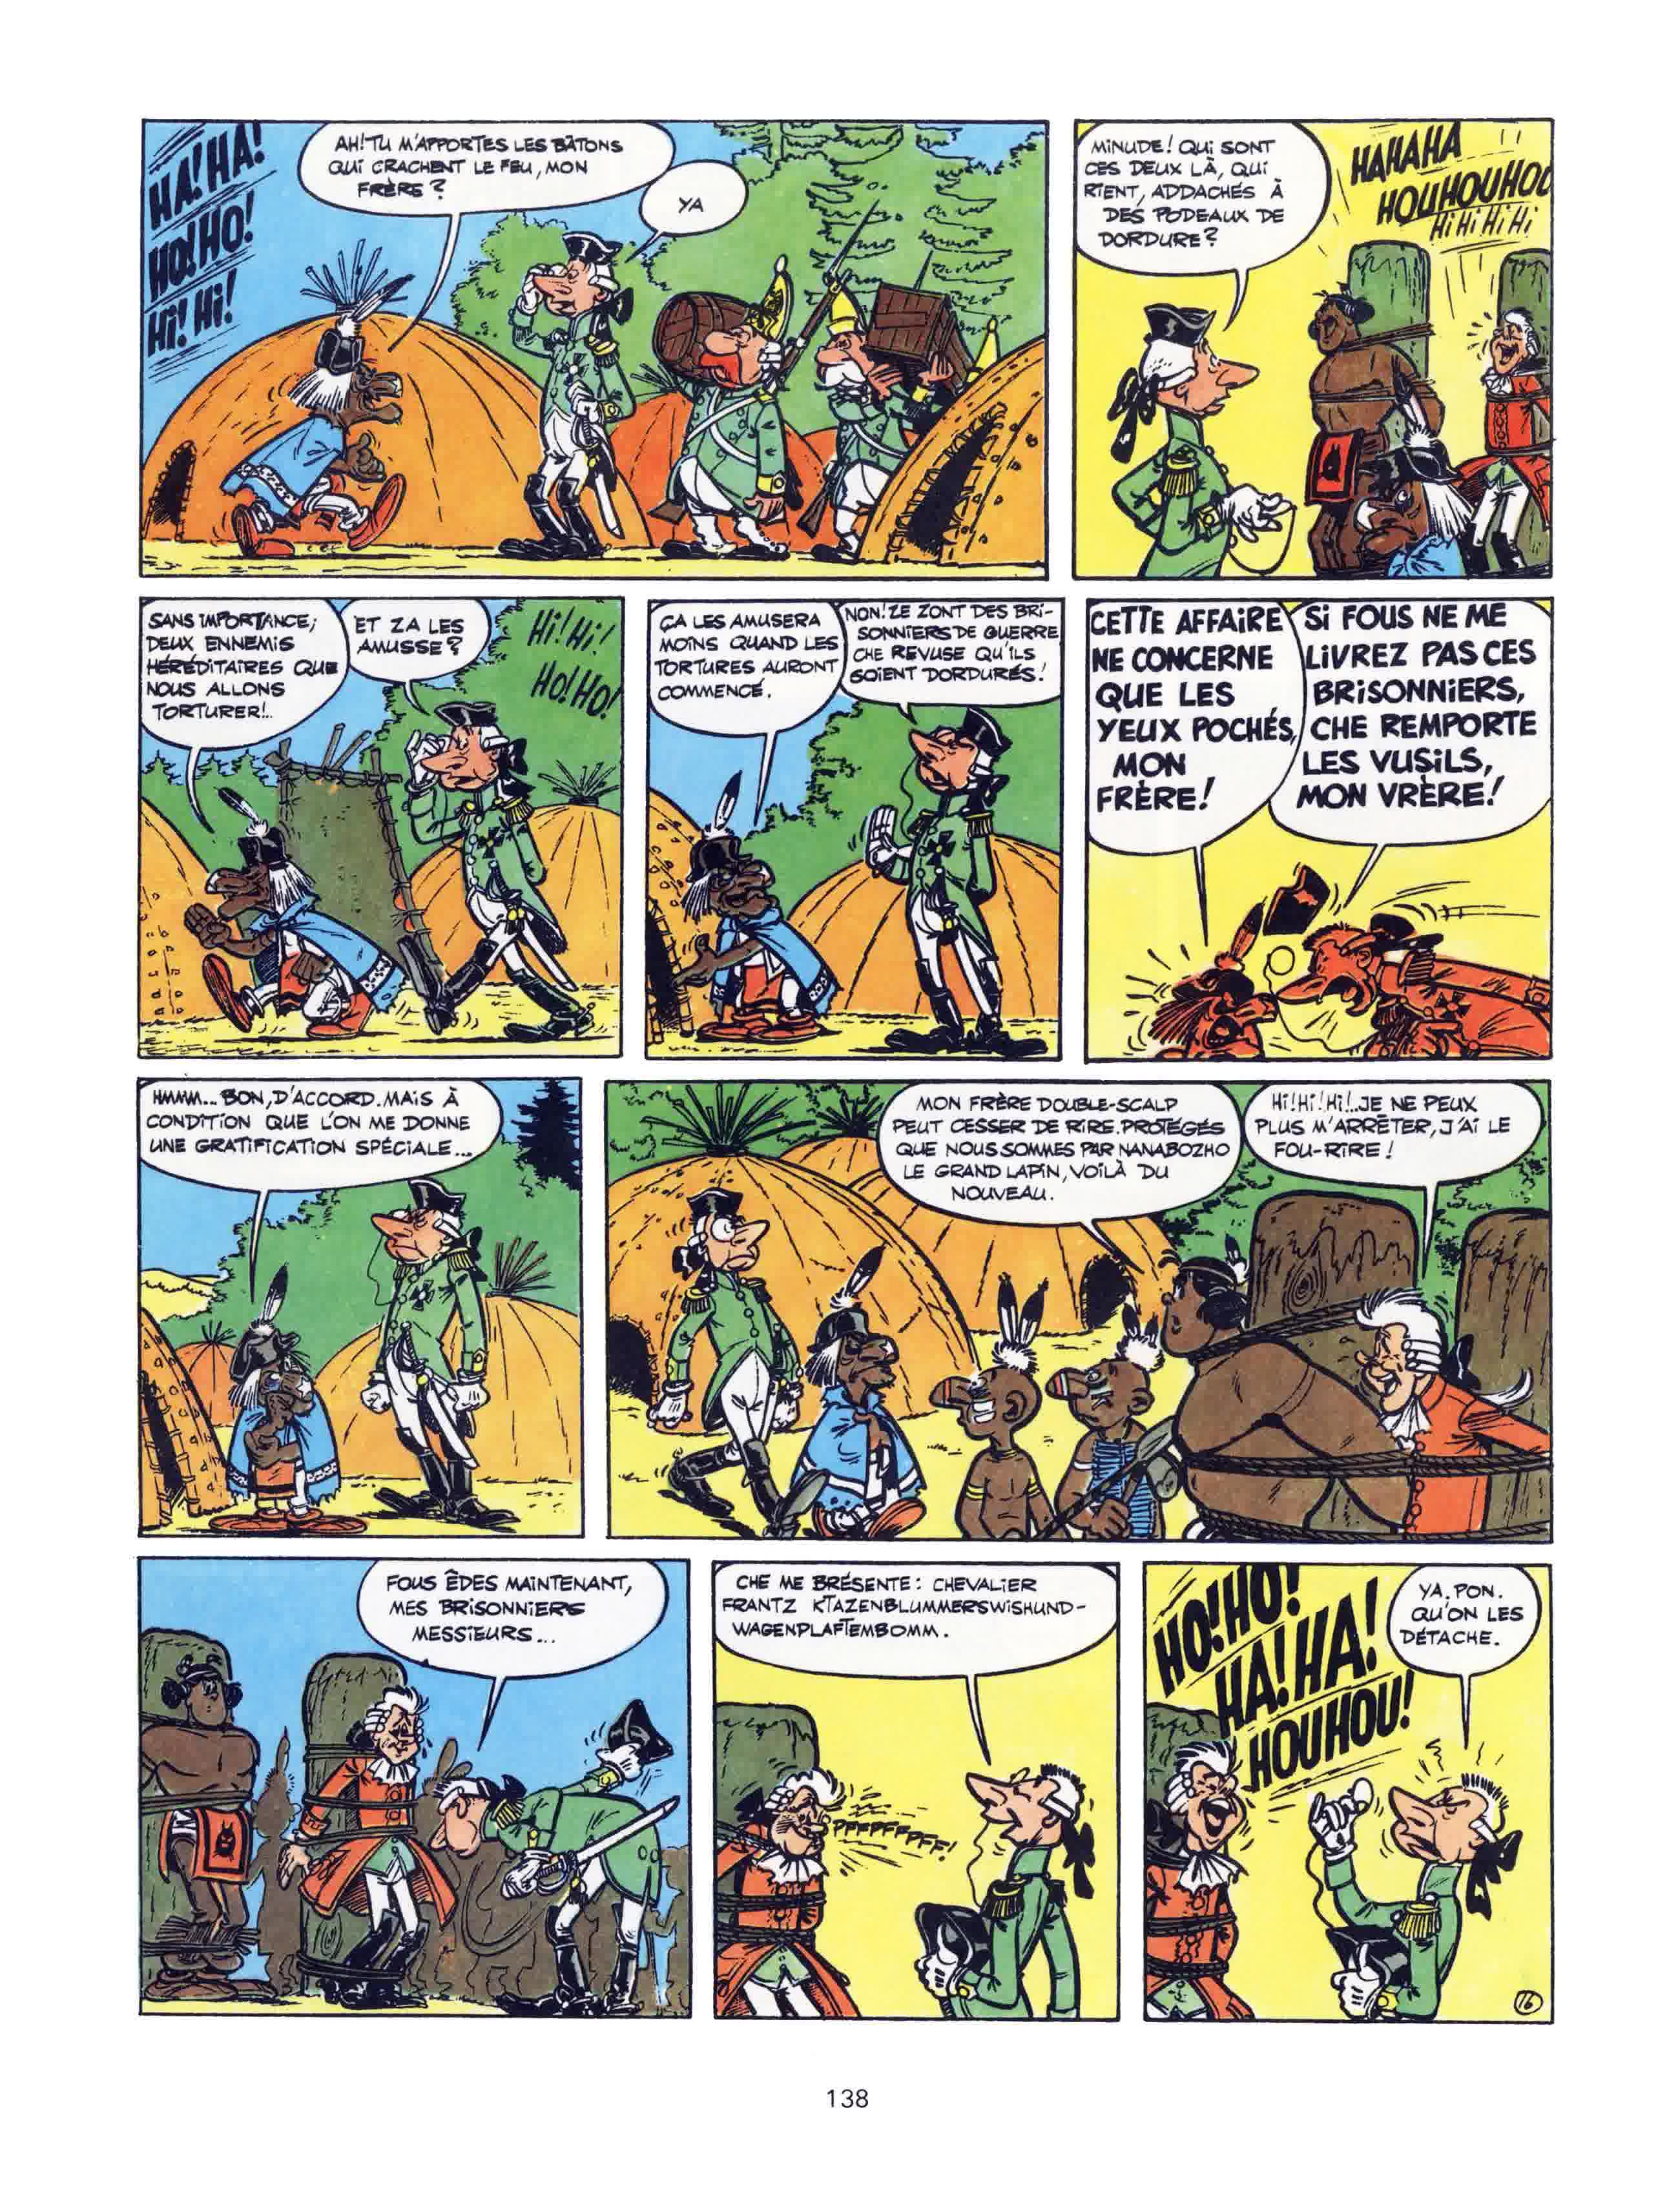 HA! HA!
HO! HO!
Hi! Hi!
AH! TU M'APPORTES LES BÂTONS
QUi CRACHENT LE FEU, MON
FRÈRE ?
YA
MiNUDE! QUi SONT
CES DEUX LÀ, QUi
RiENT, ADDACHÉS À
DES PODEAUX DE
DORDURE?
HAHAHA
HOUHOUHOU
Hi Hi Hi Hi
SANS iMPORTANCE;
DEUX ENNEMiS
HÉRÉDiTAiRES QUE
NOUS ALLONS
TORTURER!..
ET ZA LES
AMUSSE?
Hi! Hi!
HO! HO!
ÇA LES AMUSERA
MOiNS QUAND LES
TORTURES AURONT
COMMENCÉ.
NON! ZE ZONT DES BRi-
SONNiERS DE GUERRE
CHE REVUSE QU'iLS
SOiENT DORDURÉS!
CETTE AFFAiRE
NE CONCERNE
QUE LES
YEUX POCHÉS,
MON
FRÈRE!
Si FOUS NE ME
LiVREZ PAS CES
BRiSONNiERS,
CHE REMPORTE
LES VUSiLS,
MON VRÈRE!
HMMM... BON, D'ACCORD. MAiS À
CONDiTiON QUE L'ON ME DONNE
UNE GRATiFiCATiON SPÉCiALE...
MON FRÈRE DOUBLE-SCALP
PEUT CESSER DE RiRE. PROTÉGÉS
QUE NOUS SOMMES PAR NANABOZHO
LE GRAND LAPiN, VOiLÀ DU
NOUVEAU.
Hi! Hi! Hi!.. JE NE PEUX
PLUS M'ARRÊTER, J'Ai LE
FOU-RiRE !
FOUS ÊDES MAiNTENANT,
MES BRiSONNiERS
MESSiEURS...
CHE ME BRÉSENTE : CHEVALiER
FRANTZ KTAZENBLUMMERSWiSHUND-
WAGENPLAFTEMBOMM.
PFFPFFPFF!
HO! HO!
HA! HA!
HOUHOU!
YA. PON.
QU'ON LES
DÉTACHE.
16
138